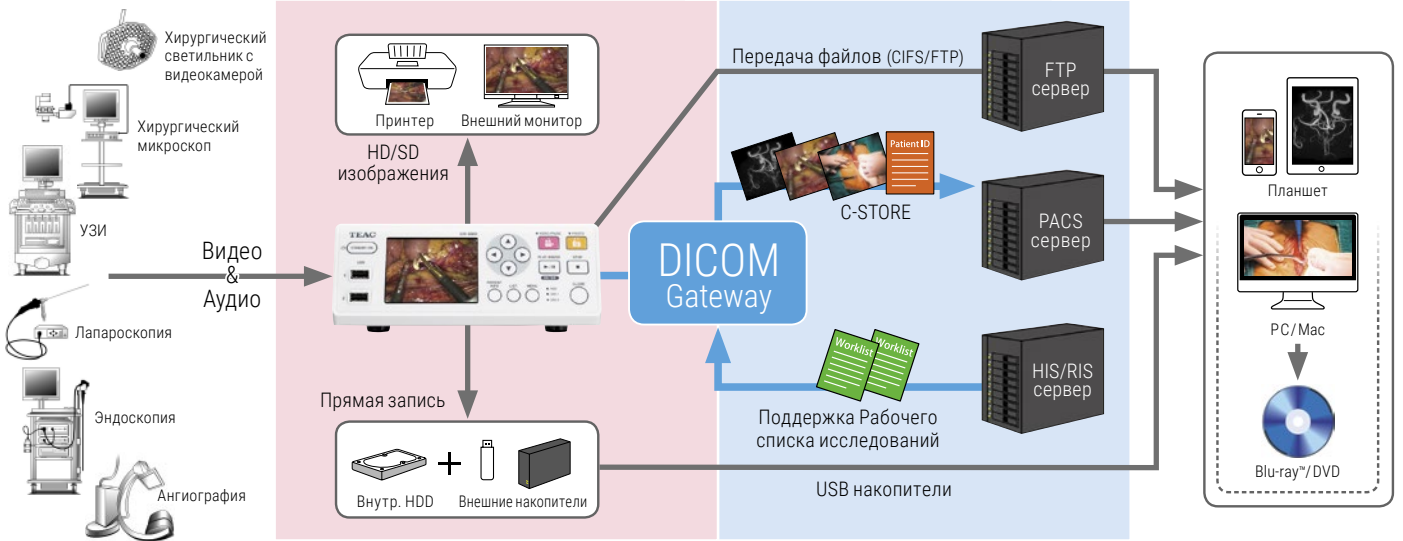 Хирургический
светильник с
видеокамерой
Хирургический
микроскоп
УЗИ
Лапароскопия
Эндоскопия
Ангиография
Видео
&
Аудио
Принтер
Внешний монитор
HD/SD
изображения
TEAC
Прямая запись
Внутр. HDD
Внешние накопители
DICOM
Gateway
Передача файлов (CIFS/FTP)
Patient ID
C-STORE
Worklist
Worklist
Поддержка Рабочего
списка исследований
USB накопители
FTP
сервер
PACS
сервер
HIS/RIS
сервер
Планшет
PC/Mac
Blu-ray™/DVD